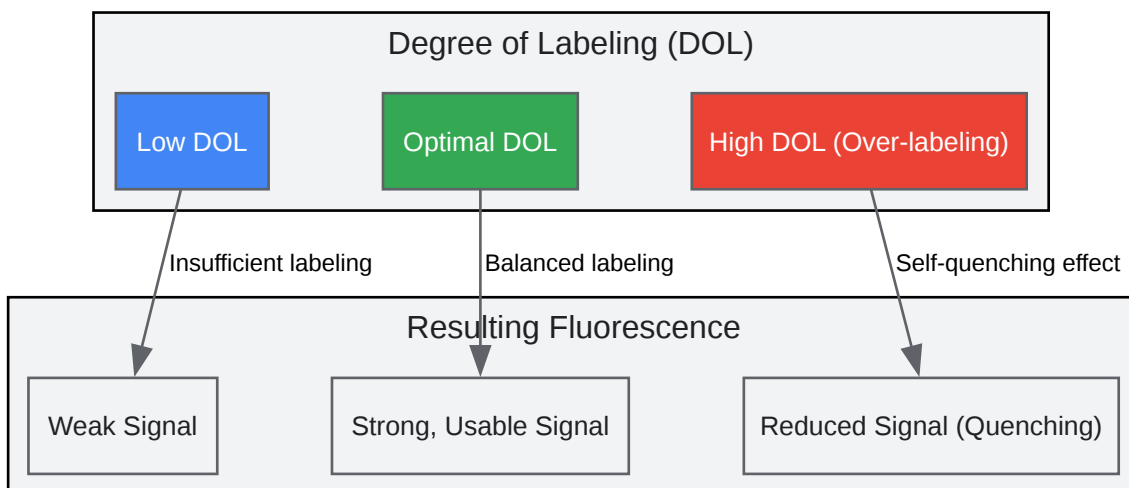 Degree of Labeling (DOL)
Low DOL
Optimal DOL
High DOL (Over-labeling)
Insufficient labeling
Balanced labeling
Self-quenching effect
Resulting Fluorescence
Weak Signal
Strong, Usable Signal
Reduced Signal (Quenching)